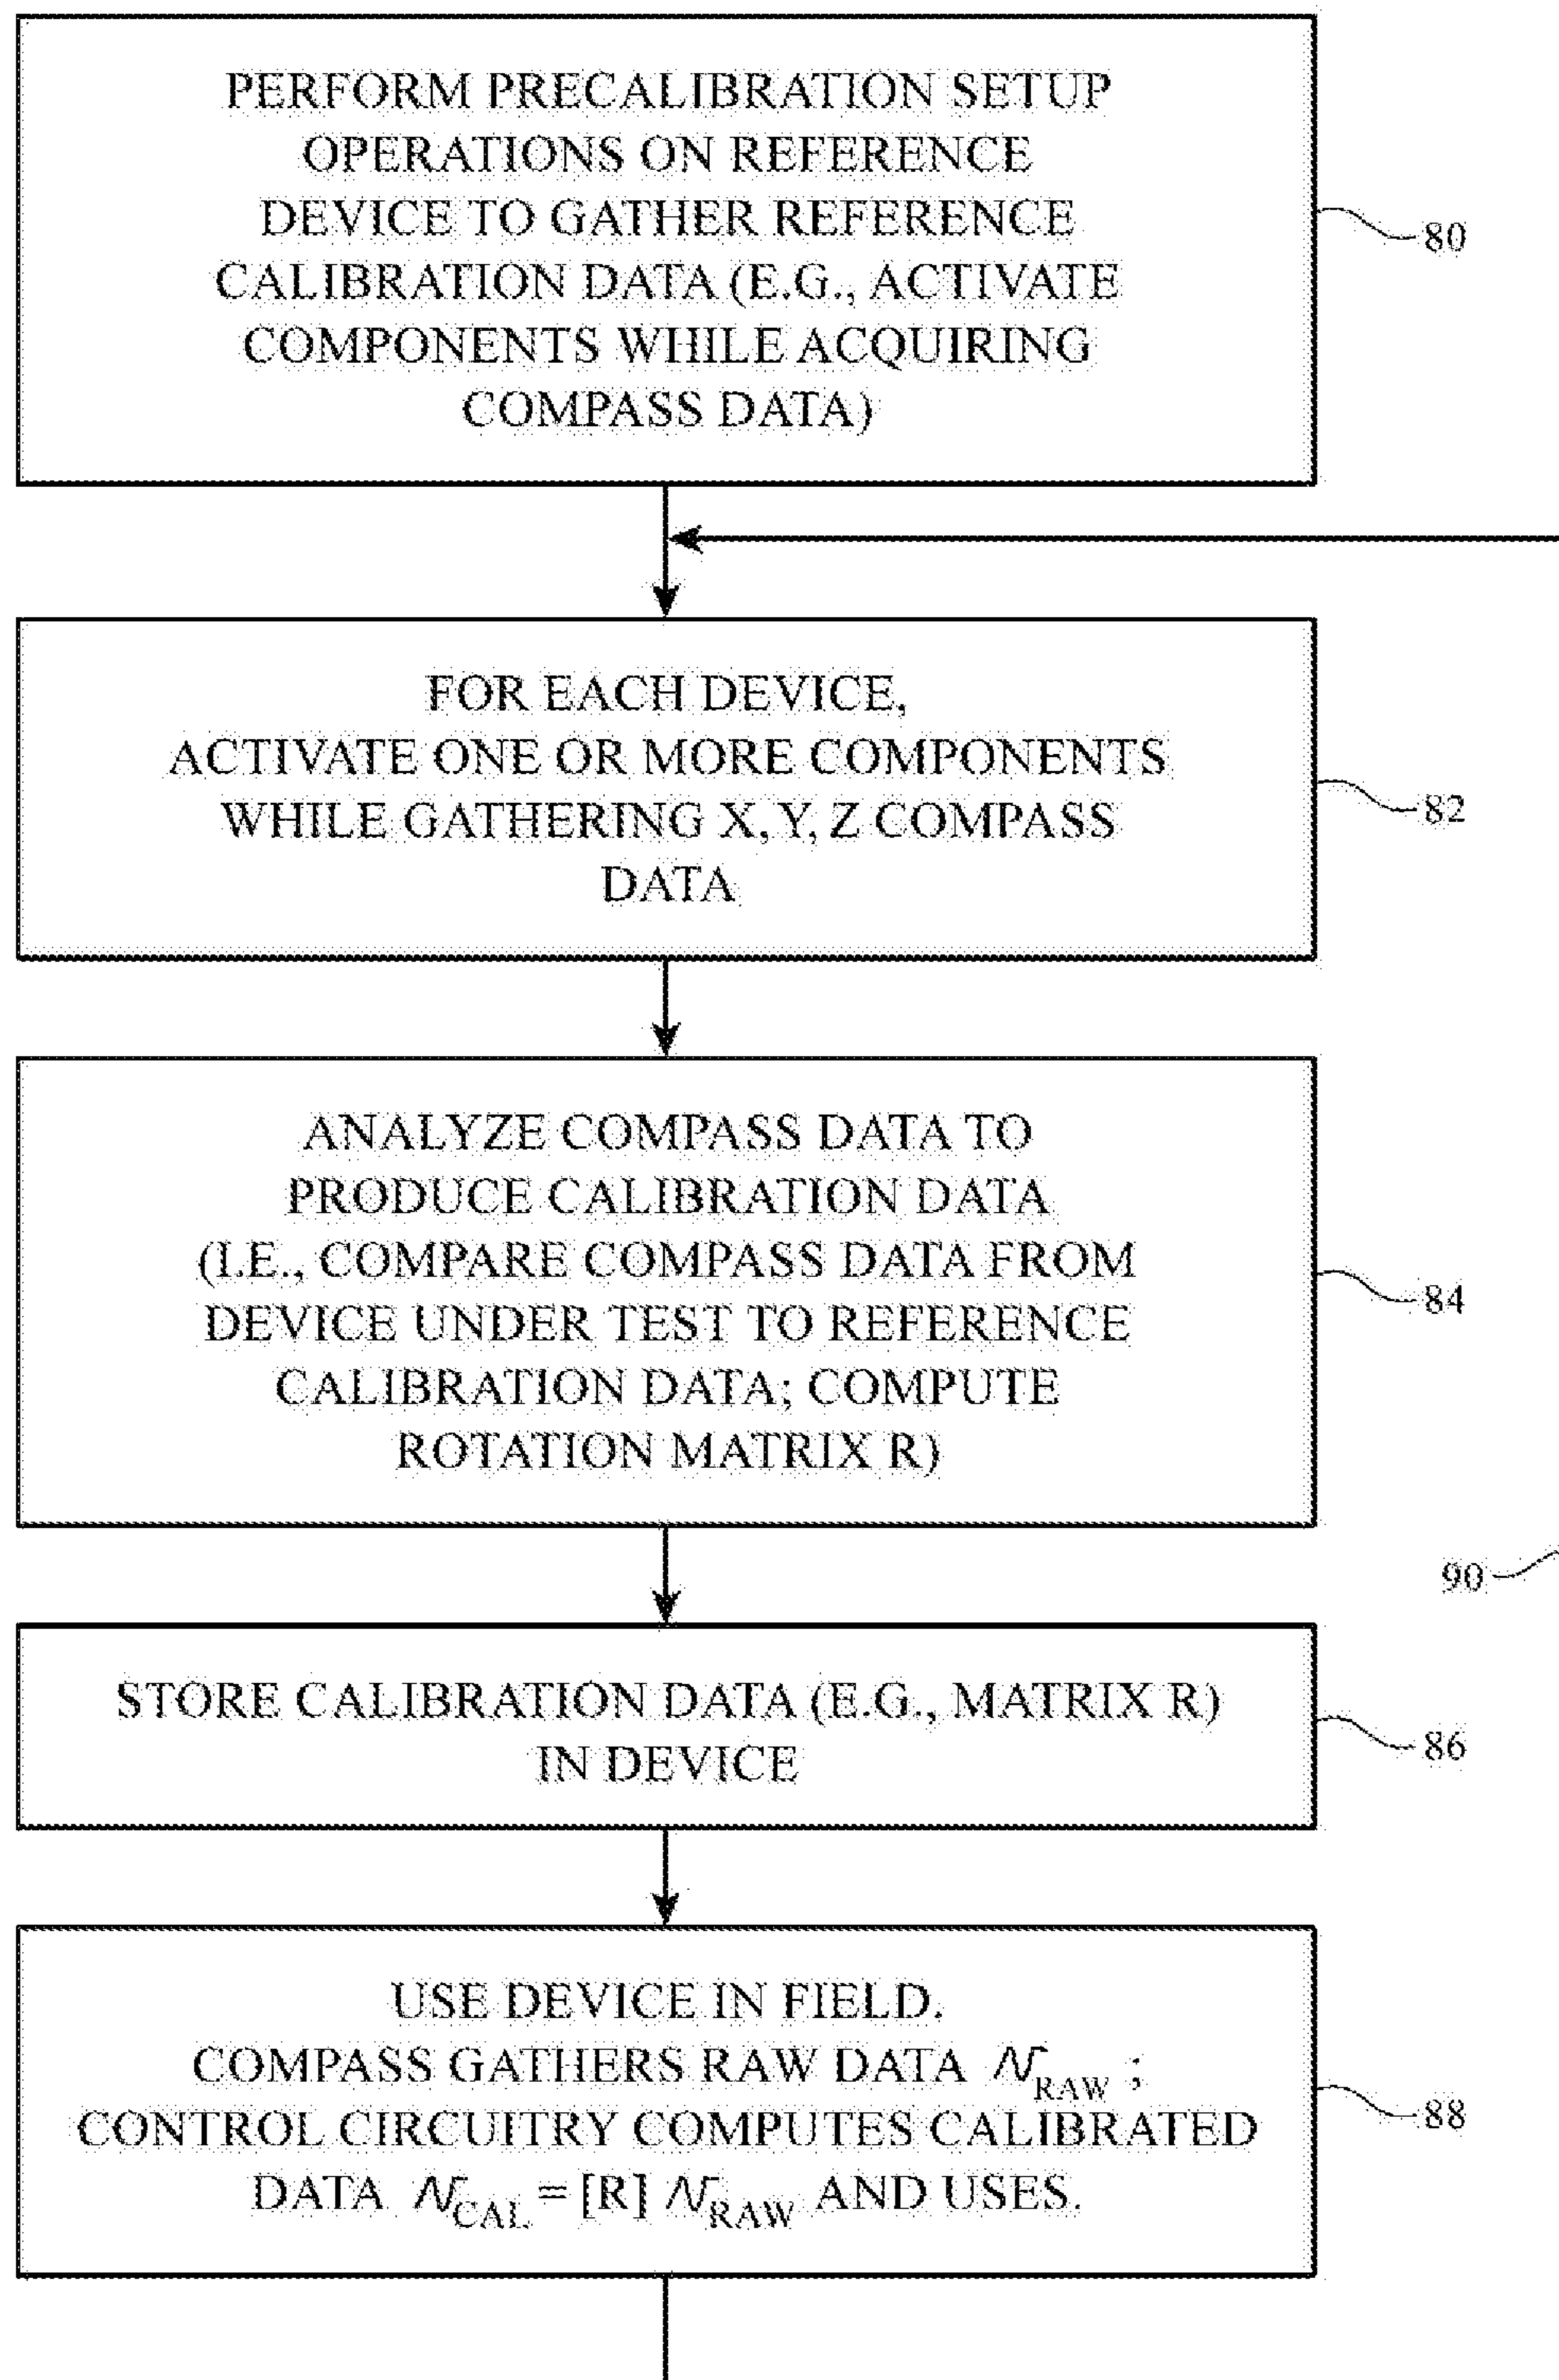 PERFORM PRECALIBRATION SETUP
OPERATIONS ON REFERENCE
DEVICE TO GATHER REFERENCE
CALIBRATION DATA (E.G., ACTIVATE
COMPONENTS WHILE ACQUIRING
COMPASS DATA)
80
FOR EACH DEVICE,
ACTIVATE ONE OR MORE COMPONENTS
WHILE GATHERING X, Y, Z COMPASS
DATA
82
ANALYZE COMPASS DATA TO
PRODUCE CALIBRATION DATA
(I.E., COMPARE COMPASS DATA FROM
DEVICE UNDER TEST TO REFERENCE
CALIBRATION DATA; COMPUTE
ROTATION MATRIX R)
84
90
STORE CALIBRATION DATA (E.G., MATRIX R)
IN DEVICE
86
USE DEVICE IN FIELD.
COMPASS GATHERS RAW DATA N_RAW ;
CONTROL CIRCUITRY COMPUTES CALIBRATED
DATA N_CAL = [R] N_RAW AND USES.
88